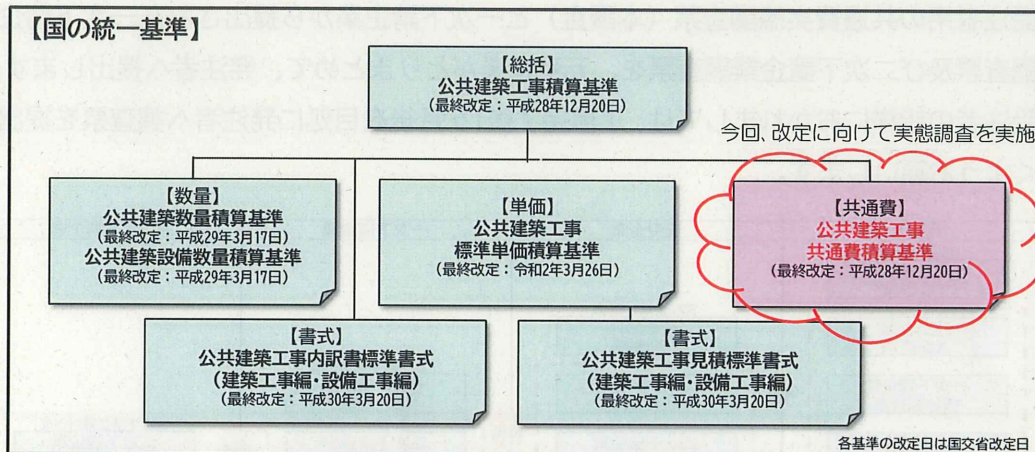 【国の統一基準】
【総括】
公共建築工事積算基準
（最終改定：平成28年12月20日）
今回、改定に向けて実態調査を実施
【数量】
公共建築数量積算基準
（最終改定：平成29年3月17日）
公共建築設備数量積算基準
（最終改定：平成29年3月17日）
【単価】
公共建築工事
標準単価積算基準
（最終改定：令和2年3月26日）
【共通費】
公共建築工事
共通費積算基準
（最終改定：平成28年12月20日）
【書式】
公共建築工事内訳書標準書式
（建築工事編・設備工事編）
（最終改定：平成30年3月20日）
【書式】
公共建築工事見積標準書式
（建築工事編・設備工事編）
（最終改定：平成30年3月20日）
各基準の改定日は国交省改定日